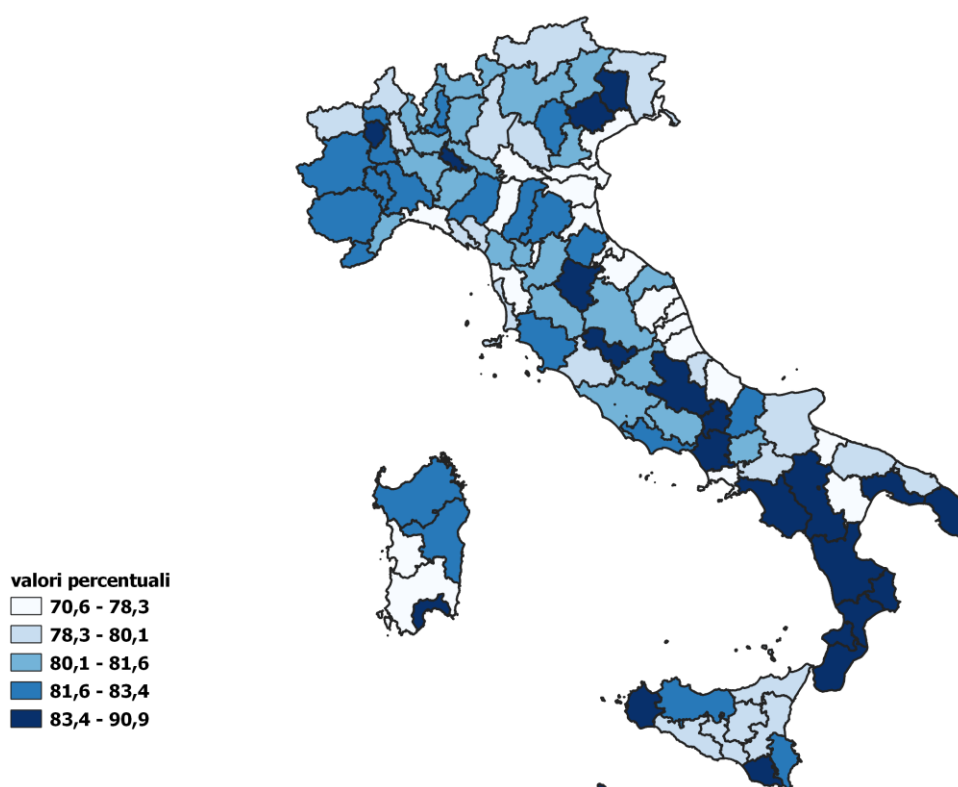 valori percentuali
70,6 - 78,3
78,3 - 80,1
80,1 - 81,6
81,6 - 83,4
83,4 - 90,9